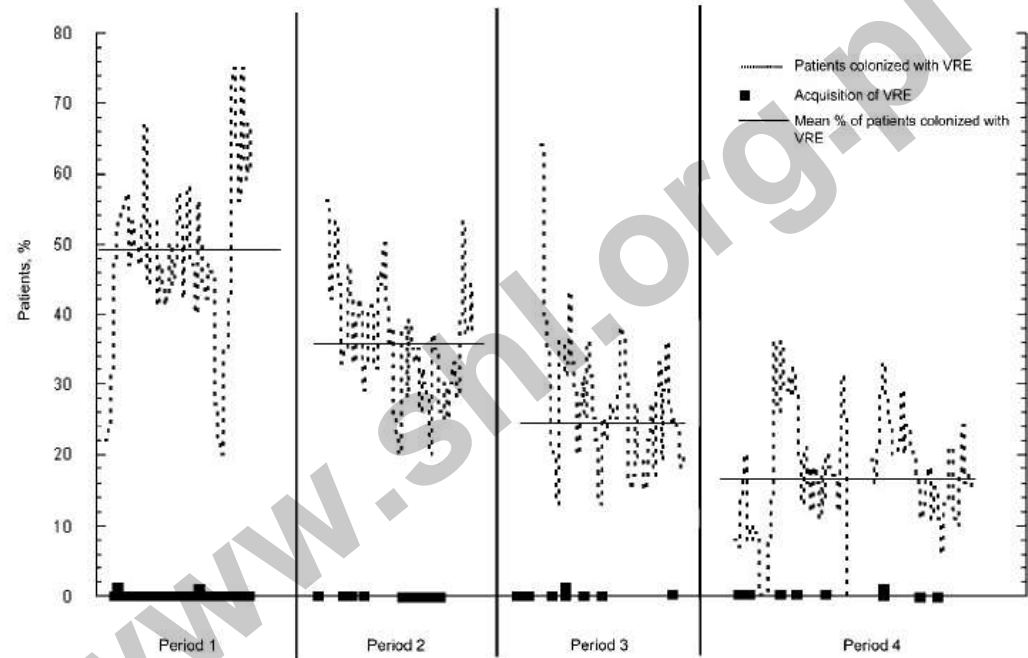 80
70
60
50
40
30
20
10
0
Patients, %
Patients colonized with VRE
Acquisition of VRE
Mean % of patients colonized with
VRE
Period 1
Period 2
Period 3
Period 4
www.shl.org.pl